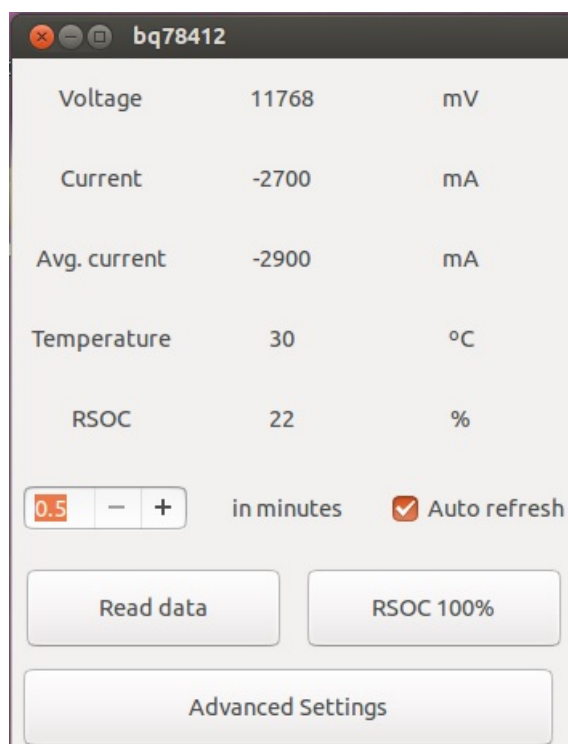 bq78412
Voltage 11768 mV
Current -2700 mA
Avg. current -2900 mA
Temperature 30 ºC
RSOC 22 %
0.5 − + in minutes Auto refresh
Read data RSOC 100%
Advanced Settings